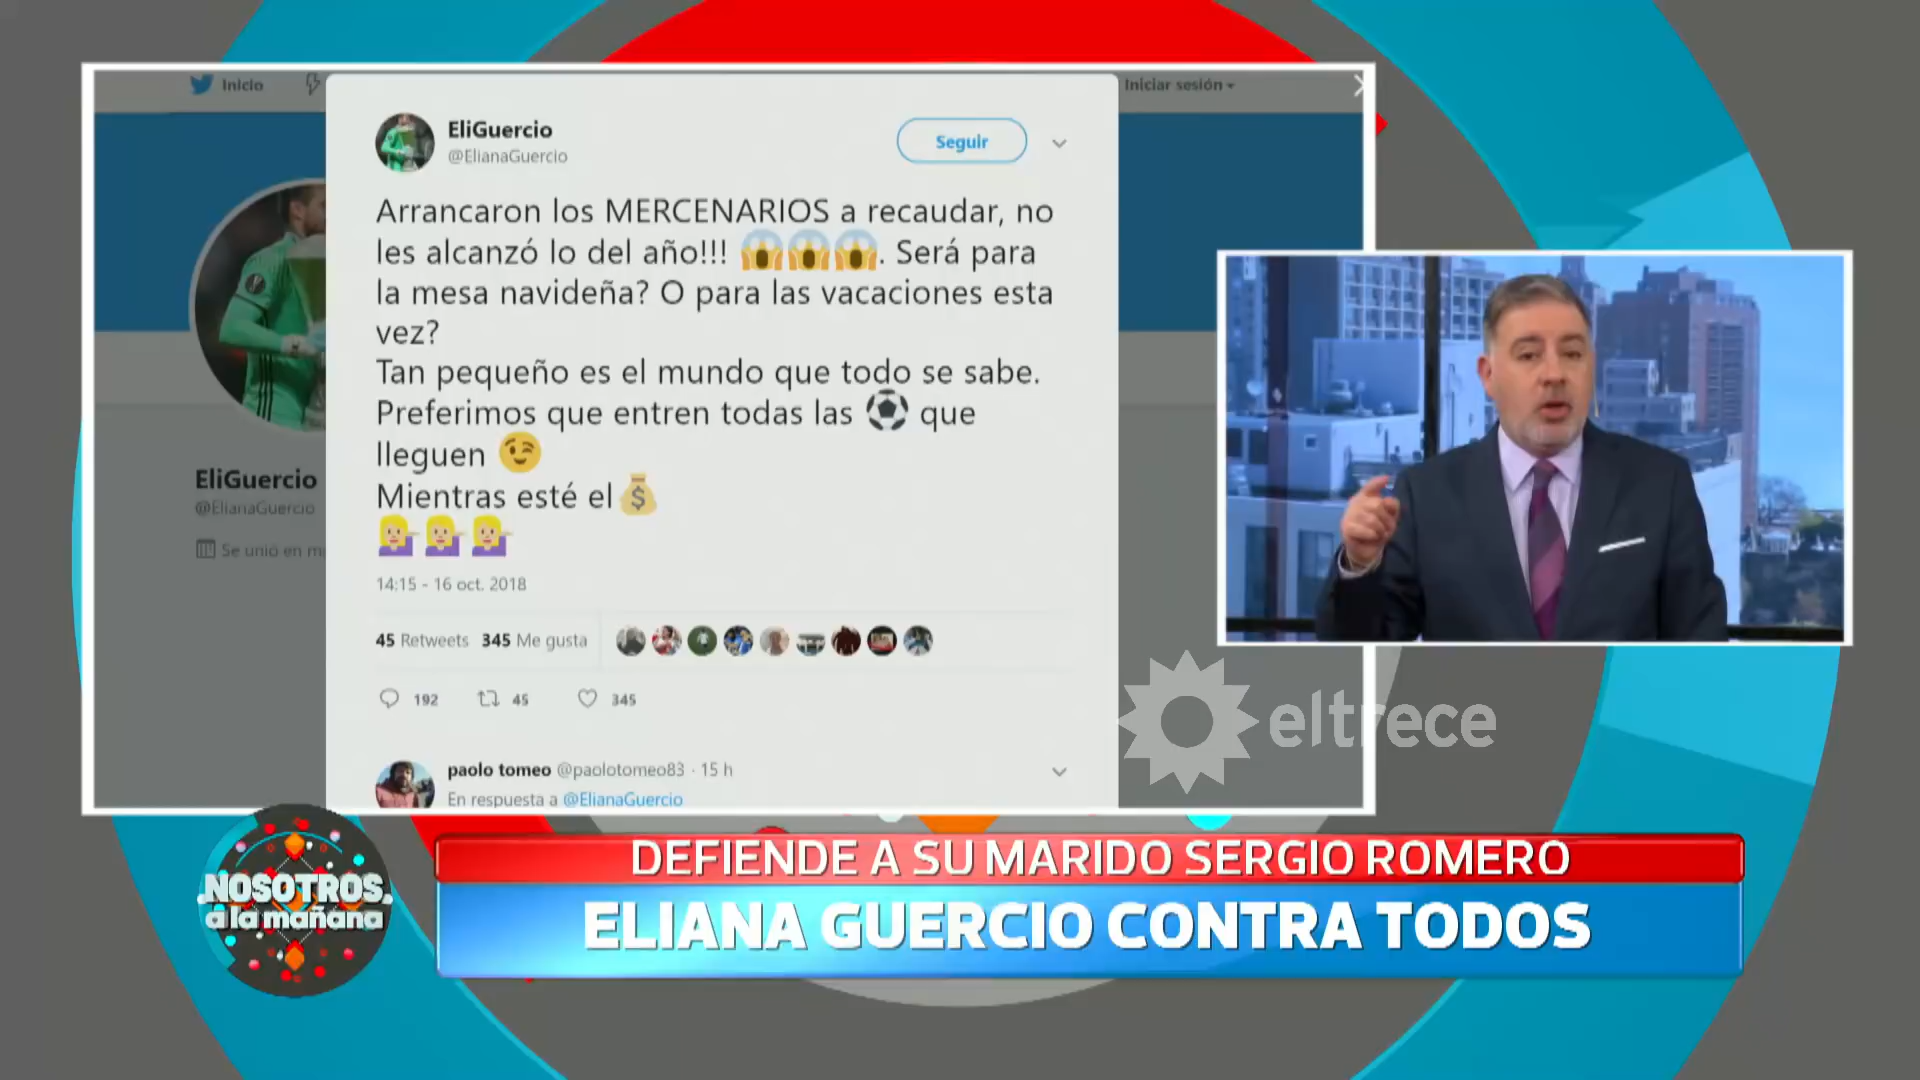 Inicio
Iniciar sesión
EliGuercio
@ElianaGuercio
Seguir
Arrancaron los MERCENARIOS a recaudar, no
les alcanzó lo del año!!! 😱😱😱. Será para
la mesa navideña? O para las vacaciones esta
vez?
Tan pequeño es el mundo que todo se sabe.
Preferimos que entren todas las ⚽ que
lleguen 😉
Mientras esté el 💰
💁🏼💁🏼💁🏼
14:15 - 16 oct. 2018
45 Retweets 345 Me gusta
192 45 345
paolo tomeo @paolotomeo83 · 15 h
En respuesta a @ElianaGuercio
EliGuercio
@ElianaGuercio
Se unió en m
eltrece
NOSOTROS
a la mañana
DEFIENDE A SU MARIDO SERGIO ROMERO
ELIANA GUERCIO CONTRA TODOS